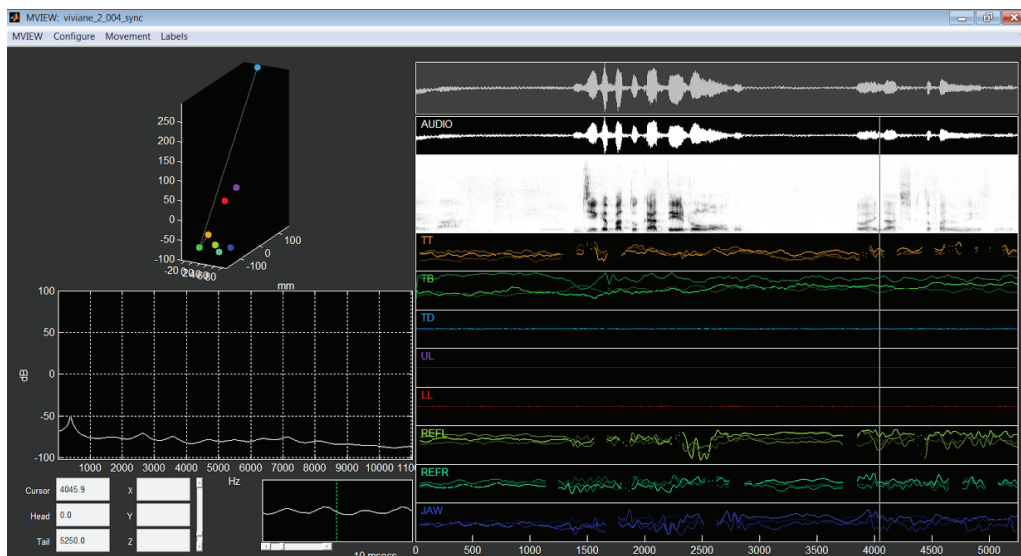 MVIEW: viviane_2_004_sync
MVIEW Configure Movement Labels
250
200
150
100
50
0
-50
-100
100
0
-100
mm
100
50
0
-50
-100
dB
1000 2000 3000 4000 5000 6000 7000 8000 9000 10000 1100
Hz
Cursor 4045.9 X
Head 0.0 Y
Tail 5250.0 Z
10 msecs
AUDIO
TT
TB
TD
UL
LL
REFL
REFR
JAW
0 500 1000 1500 2000 2500 3000 3500 4000 4500 5000